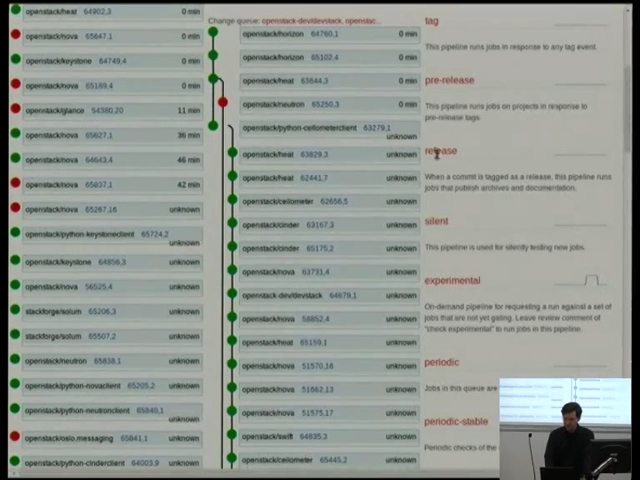 openstack/heat 64902,3 0 min
openstack/nova 65647,1 0 min
openstack/keystone 64749,4 0 min
openstack/nova 65169,4 0 min
openstack/glance 54380,20 11 min
openstack/nova 65627,1 36 min
openstack/nova 64643,4 46 min
openstack/nova 65837,1 42 min
openstack/nova 65267,16 unknown
openstack/python-keystoneclient 65724,2
unknown
openstack/keystone 64856,3 unknown
openstack/nova 56525,4 unknown
stackforge/solum 65206,3 unknown
stackforge/solum 65507,2 unknown
openstack/neutron 65838,1 unknown
openstack/python-novaclient 65205,2 unknown
openstack/python-neutronclient 65840,1
unknown
openstack/oslo.messaging 65841,1 unknown
openstack/python-cinderclient 64003,9 unknown
Change queue: openstack-dev/devstack, openstac...
openstack/horizon 64760,1 0 min
openstack/horizon 65102,4 0 min
openstack/heat 63644,3 0 min
openstack/neutron 65250,3 0 min
openstack/python-ceilometerclient 63279,1
unknown
openstack/heat 63829,3 unknown
openstack/heat 62441,7 unknown
openstack/ceilometer 62656,5 unknown
openstack/cinder 63167,3 unknown
openstack/cinder 65175,2 unknown
openstack/nova 63731,4 unknown
openstack-dev/devstack 64679,1 unknown
openstack/nova 58852,4 unknown
openstack/heat 65159,1 unknown
openstack/nova 51570,16 unknown
openstack/nova 51662,13 unknown
openstack/nova 51575,17 unknown
openstack/swift 64835,3 unknown
openstack/ceilometer 65445,2 unknown
tag
This pipeline runs jobs in response to any tag event.
pre-release
This pipeline runs jobs on projects in response to
pre-release tags.
release
When a commit is tagged as a release, this pipeline runs
jobs that publish archives and documentation.
silent
This pipeline is used for silently testing new jobs.
experimental
On-demand pipeline for requesting a run against a set of
jobs that are not yet gating. Leave review comment of
"check experimental" to run jobs in this pipeline.
periodic
Jobs in this queue are
periodic-stable
Periodic checks of the